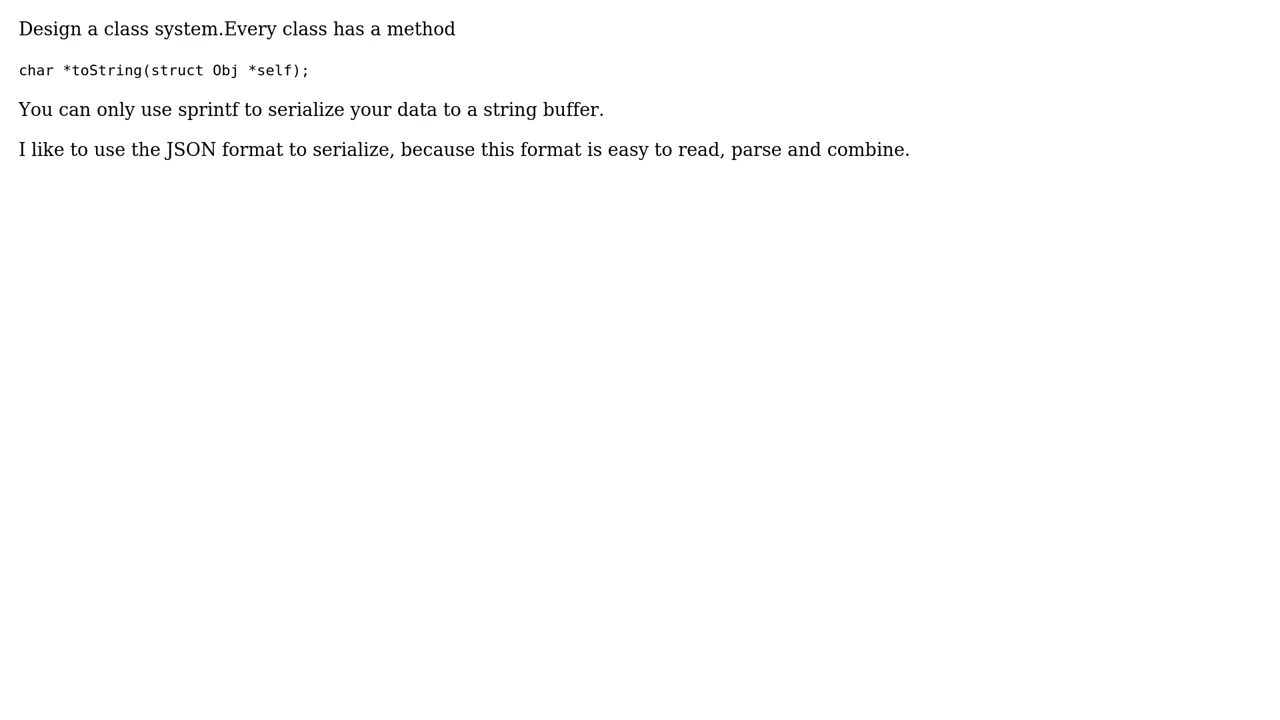 Design a class system.Every class has a method
char *toString(struct Obj *self);
You can only use sprintf to serialize your data to a string buffer.
I like to use the JSON format to serialize, because this format is easy to read, parse and combine.